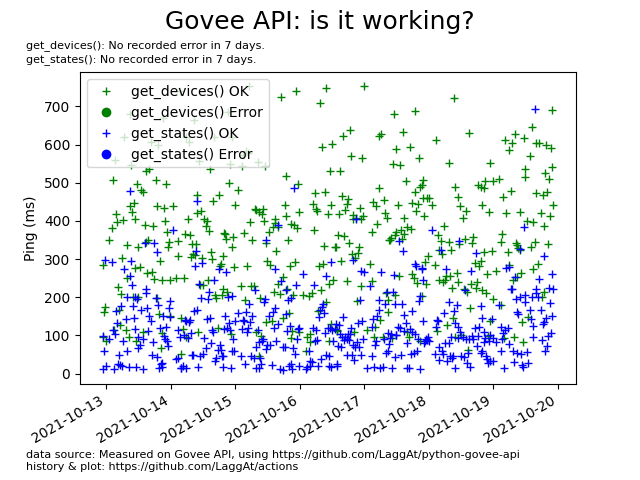 Govee API: is it working?
get_devices(): No recorded error in 7 days.
get_states(): No recorded error in 7 days.
get_devices() OK
get_devices() Error
get_states() OK
get_states() Error
Ping (ms)
700
600
500
400
300
200
100
0
2021-10-13
2021-10-14
2021-10-15
2021-10-16
2021-10-17
2021-10-18
2021-10-19
2021-10-20
data source: Measured on Govee API, using https://github.com/LaggAt/python-govee-api
history & plot: https://github.com/LaggAt/actions